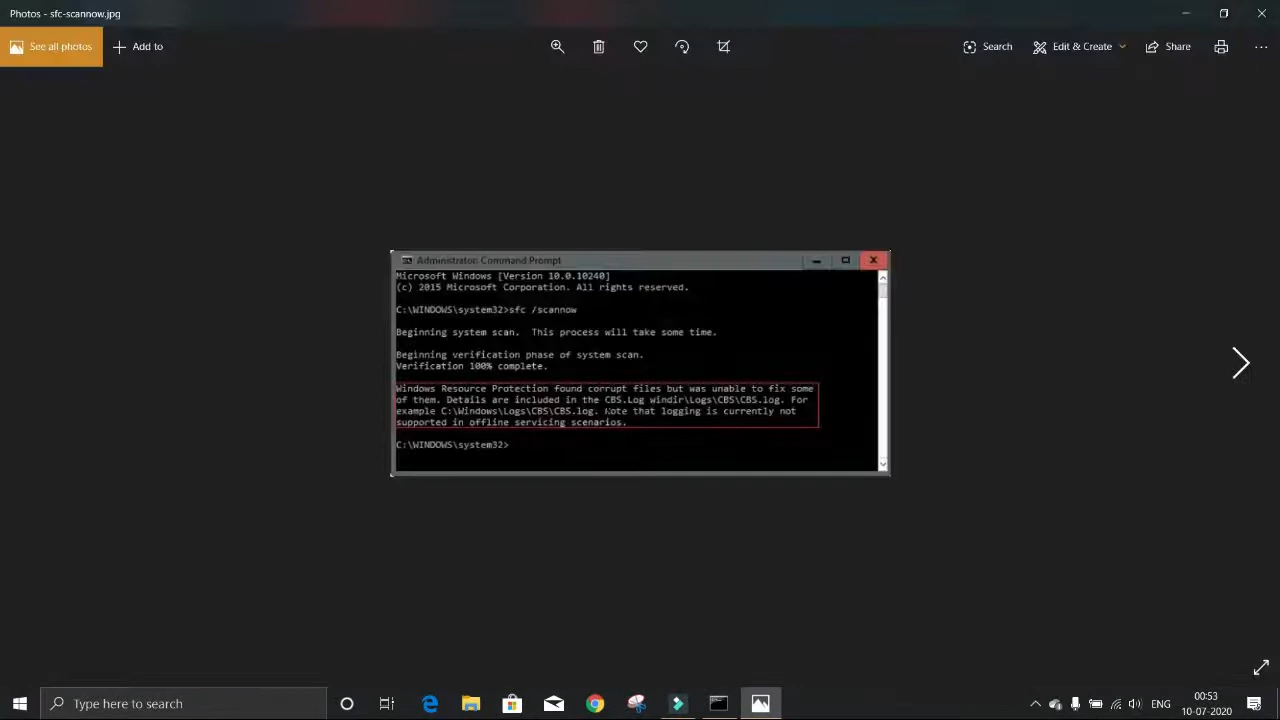 Photos - sfc-scannow.jpg
See all photos
Add to
Search
Edit & Create
Share
Administrator: Command Prompt
Microsoft Windows [Version 10.0.10240]
(c) 2015 Microsoft Corporation. All rights reserved.
C:\WINDOWS\system32>sfc /scannow
Beginning system scan.  This process will take some time.
Beginning verification phase of system scan.
Verification 100% complete.
Windows Resource Protection found corrupt files but was unable to fix some
of them. Details are included in the CBS.Log windir\Logs\CBS\CBS.log. For
example C:\Windows\Logs\CBS\CBS.log. Note that logging is currently not
supported in offline servicing scenarios.
C:\WINDOWS\system32>
Type here to search
ENG
00:53
10-07-2020